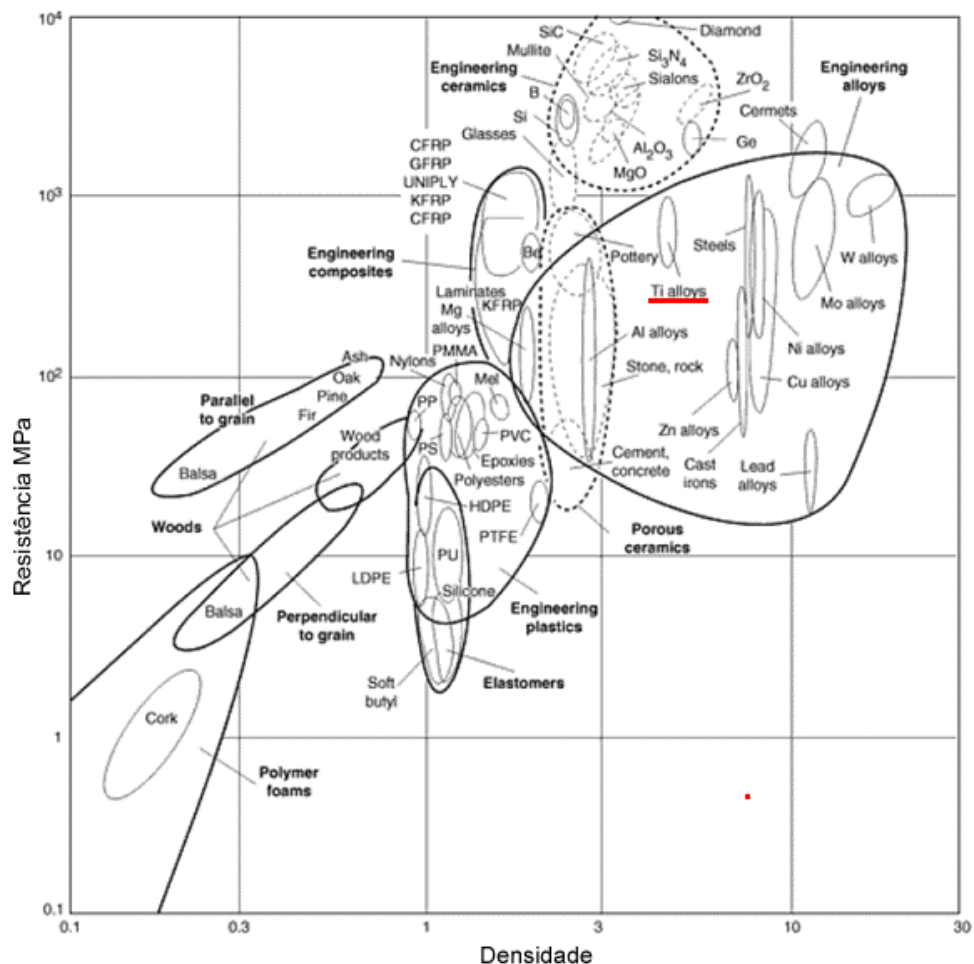 10⁴
10³
10²
10
1
0.1
Resistência MPa
0.1
0.3
1
3
10
30
Densidade
Diamond
SiC
Mullite
Si₃N₄
Sialons
Engineering
ceramics
B
Si
Glasses
Al₂O₃
MgO
ZrO₂
Ge
Cermets
Engineering
alloys
CFRP
GFRP
UNIPLY
KFRP
CFRP
Engineering
composites
Be
Laminates
KFRP
Mg
alloys
Pottery
Ti alloys
Steels
W alloys
Mo alloys
Al alloys
Stone, rock
Ni alloys
Cu alloys
Zn alloys
Cast
irons
Lead
alloys
Cement,
concrete
Porous
ceramics
Nylons
PMMA
Mel
PP
PS
PVC
Epoxies
Polyesters
HDPE
PTFE
PU
LDPE
Silicone
Engineering
plastics
Soft
butyl
Elastomers
Ash
Oak
Pine
Fir
Balsa
Parallel
to grain
Wood
products
Woods
Balsa
Perpendicular
to grain
Cork
Polymer
foams